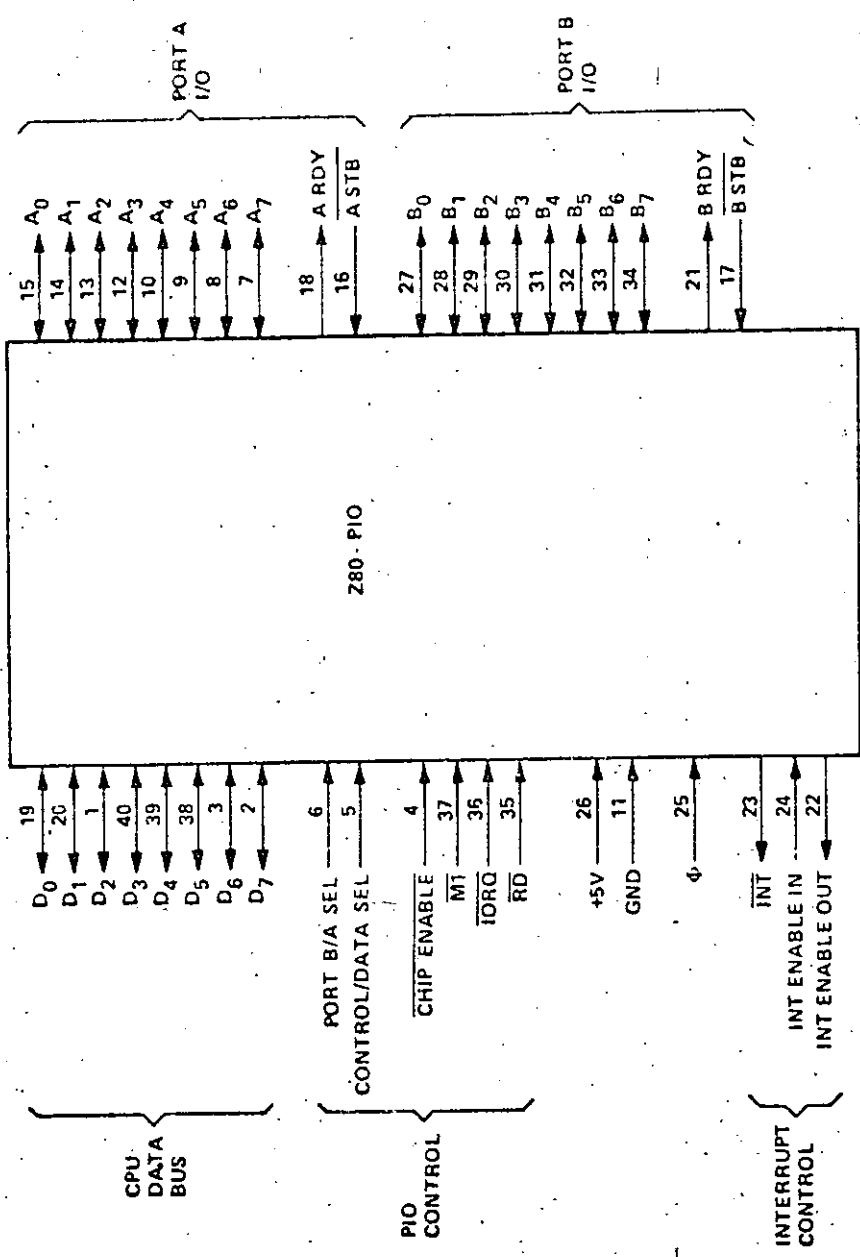 CPU
DATA
BUS
D0 19
D1 20
D2 1
D3 40
D4 39
D5 38
D6 3
D7 2
PIO
CONTROL
PORT B/A SEL 6
CONTROL/DATA SEL 5
CHIP ENABLE 4
M1 37
IORQ 36
RD 35
+5V 26
GND 11
Φ 25
INTERRUPT
CONTROL
INT 23
INT ENABLE IN 24
INT ENABLE OUT 22
Z80-PIO
15 A0
14 A1
13 A2
12 A3
10 A4
9 A5
8 A6
7 A7
18 A RDY
16 A STB
PORT A
I/O
27 B0
28 B1
29 B2
30 B3
31 B4
32 B5
33 B6
34 B7
21 B RDY
17 B STB
PORT B
I/O